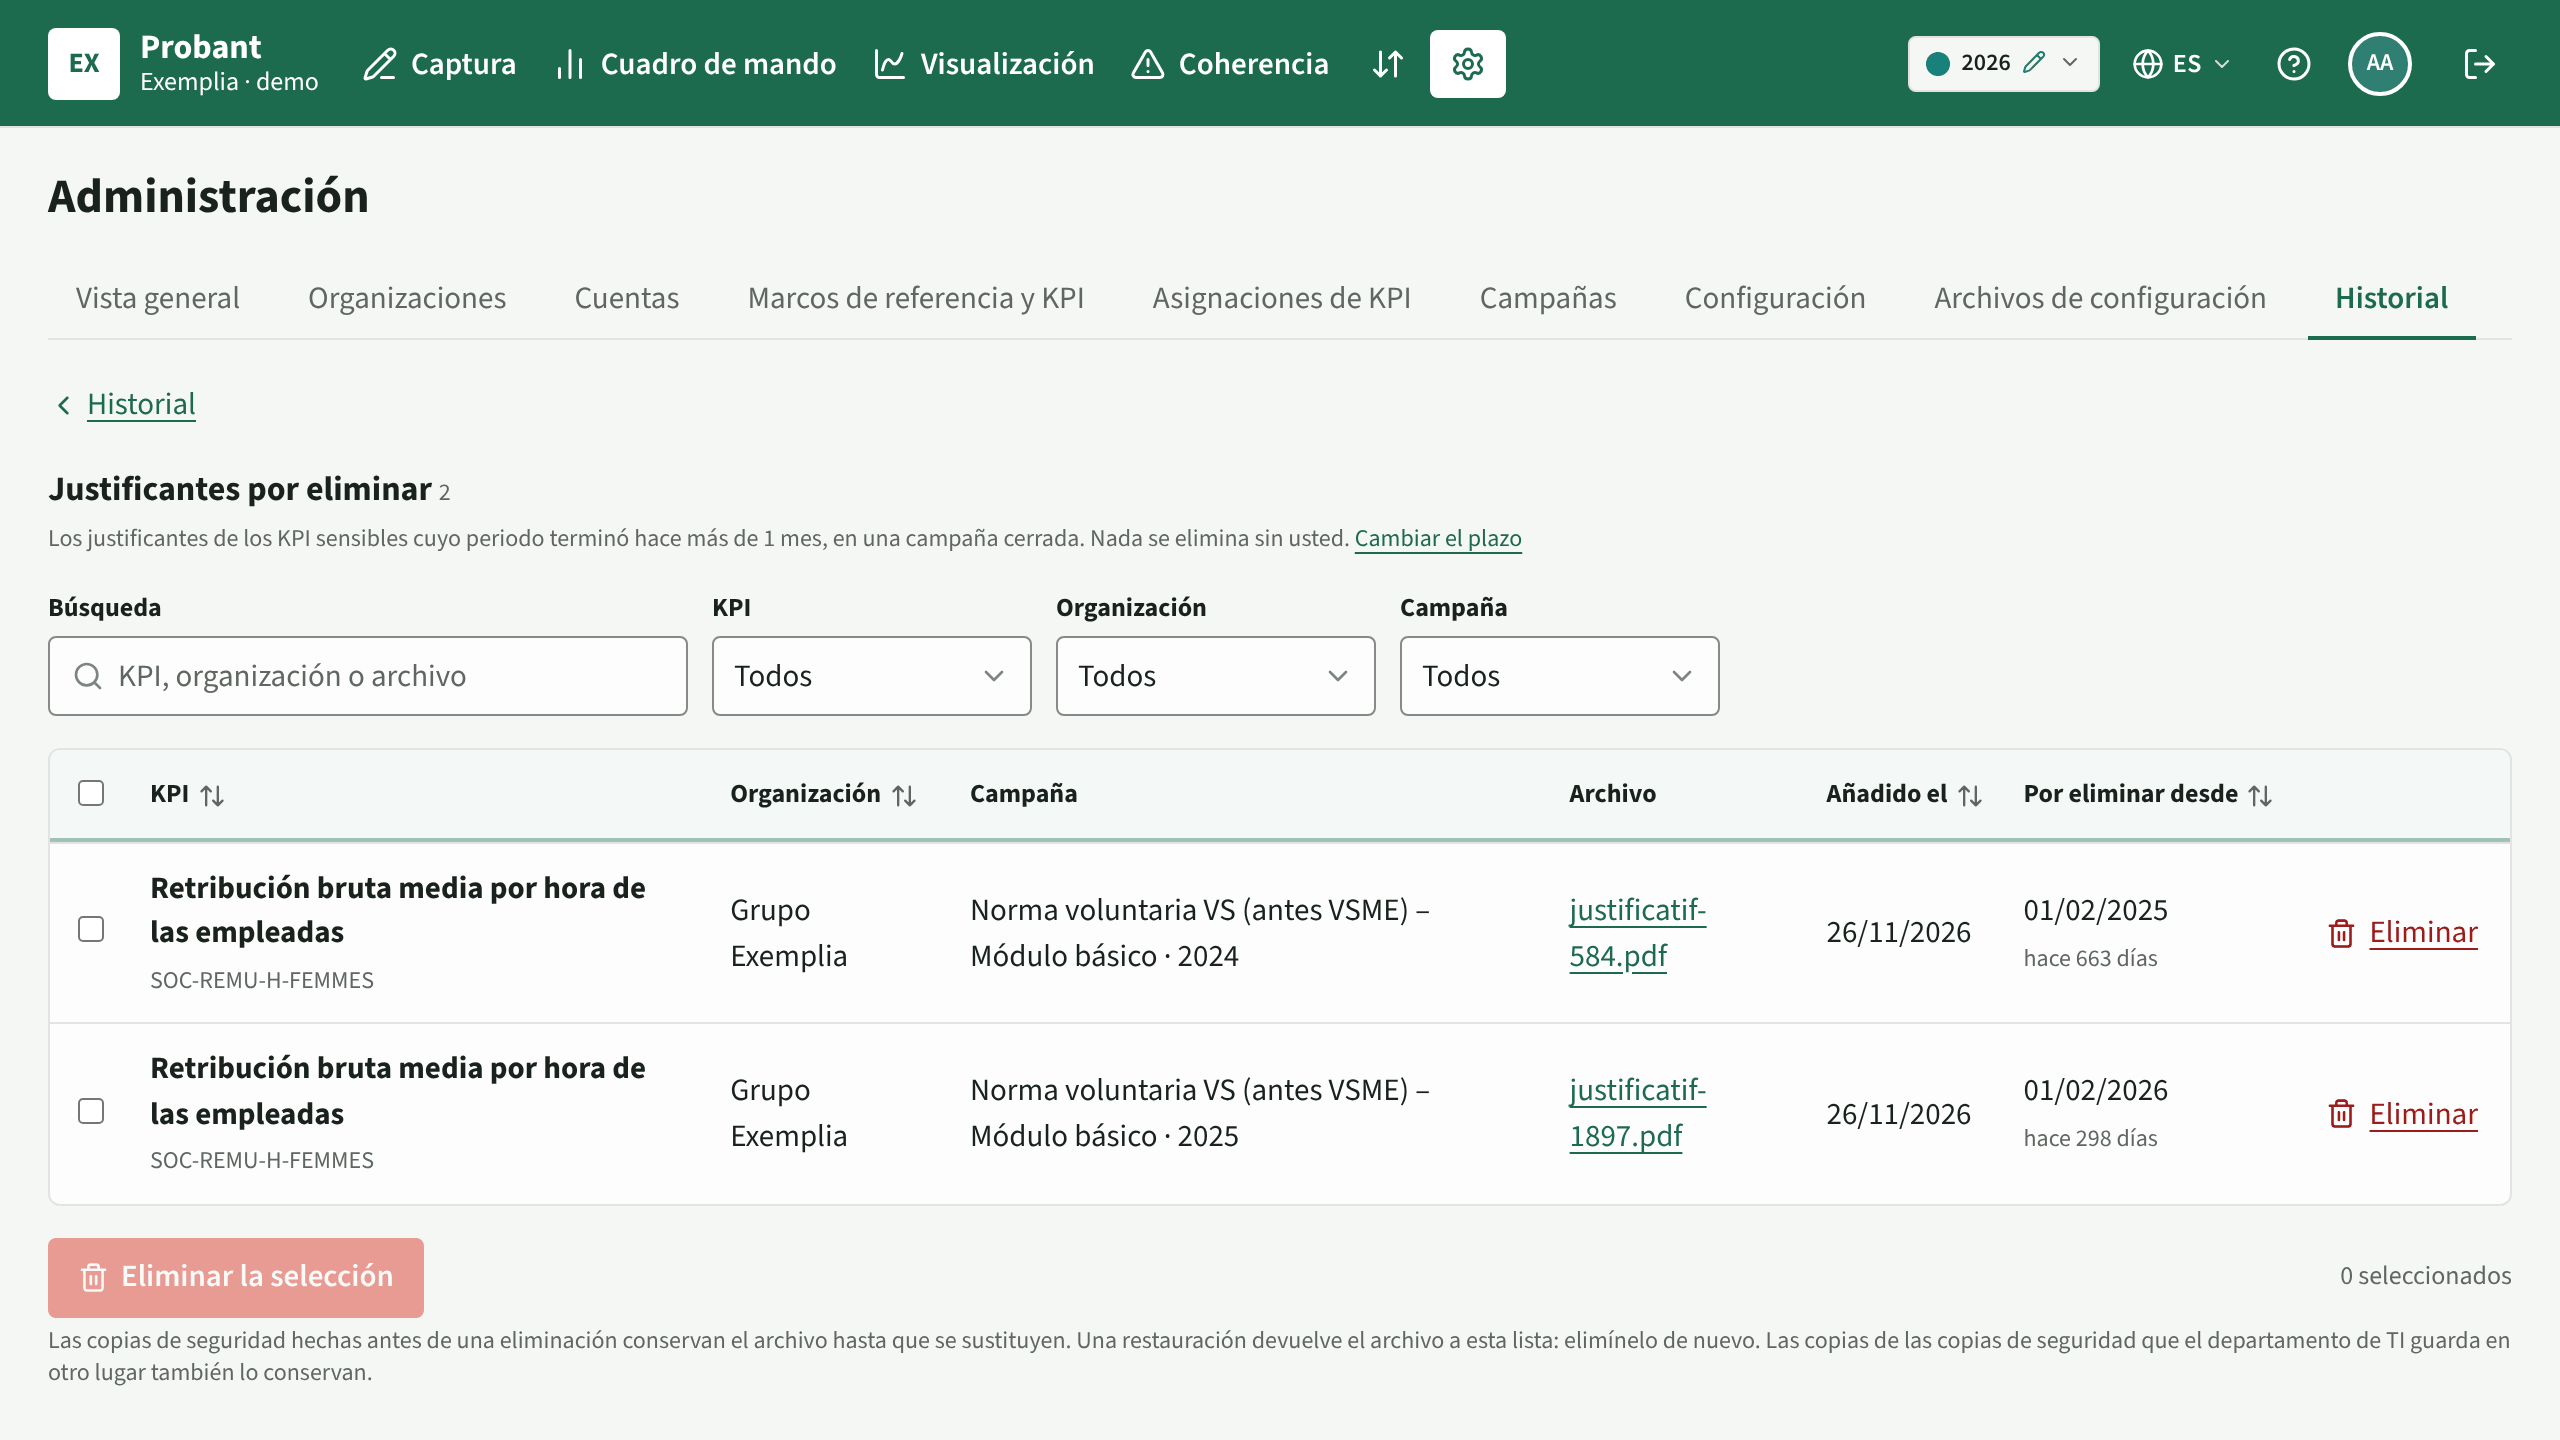 EX
Probant
Exemplia · demo
Captura
Cuadro de mando
Visualización
Coherencia
2026
ES
AA
Administración
Vista general
Organizaciones
Cuentas
Marcos de referencia y KPI
Asignaciones de KPI
Campañas
Configuración
Archivos de configuración
Historial
Historial
Justificantes por eliminar 2
Los justificantes de los KPI sensibles cuyo periodo terminó hace más de 1 mes, en una campaña cerrada. Nada se elimina sin usted. Cambiar el plazo
Búsqueda
KPI
Organización
Campaña
KPI, organización o archivo
Todos
Todos
Todos
KPI
Organización
Campaña
Archivo
Añadido el
Por eliminar desde
Retribución bruta media por hora de
las empleadas
SOC-REMU-H-FEMMES
Grupo
Exemplia
Norma voluntaria VS (antes VSME) –
Módulo básico · 2024
justificatif-
584.pdf
26/11/2026
01/02/2025
hace 663 días
Eliminar
Retribución bruta media por hora de
las empleadas
SOC-REMU-H-FEMMES
Grupo
Exemplia
Norma voluntaria VS (antes VSME) –
Módulo básico · 2025
justificatif-
1897.pdf
26/11/2026
01/02/2026
hace 298 días
Eliminar
Eliminar la selección
0 seleccionados
Las copias de seguridad hechas antes de una eliminación conservan el archivo hasta que se sustituyen. Una restauración devuelve el archivo a esta lista: elimínelo de nuevo. Las copias de las copias de seguridad que el departamento de TI guarda en
otro lugar también lo conservan.